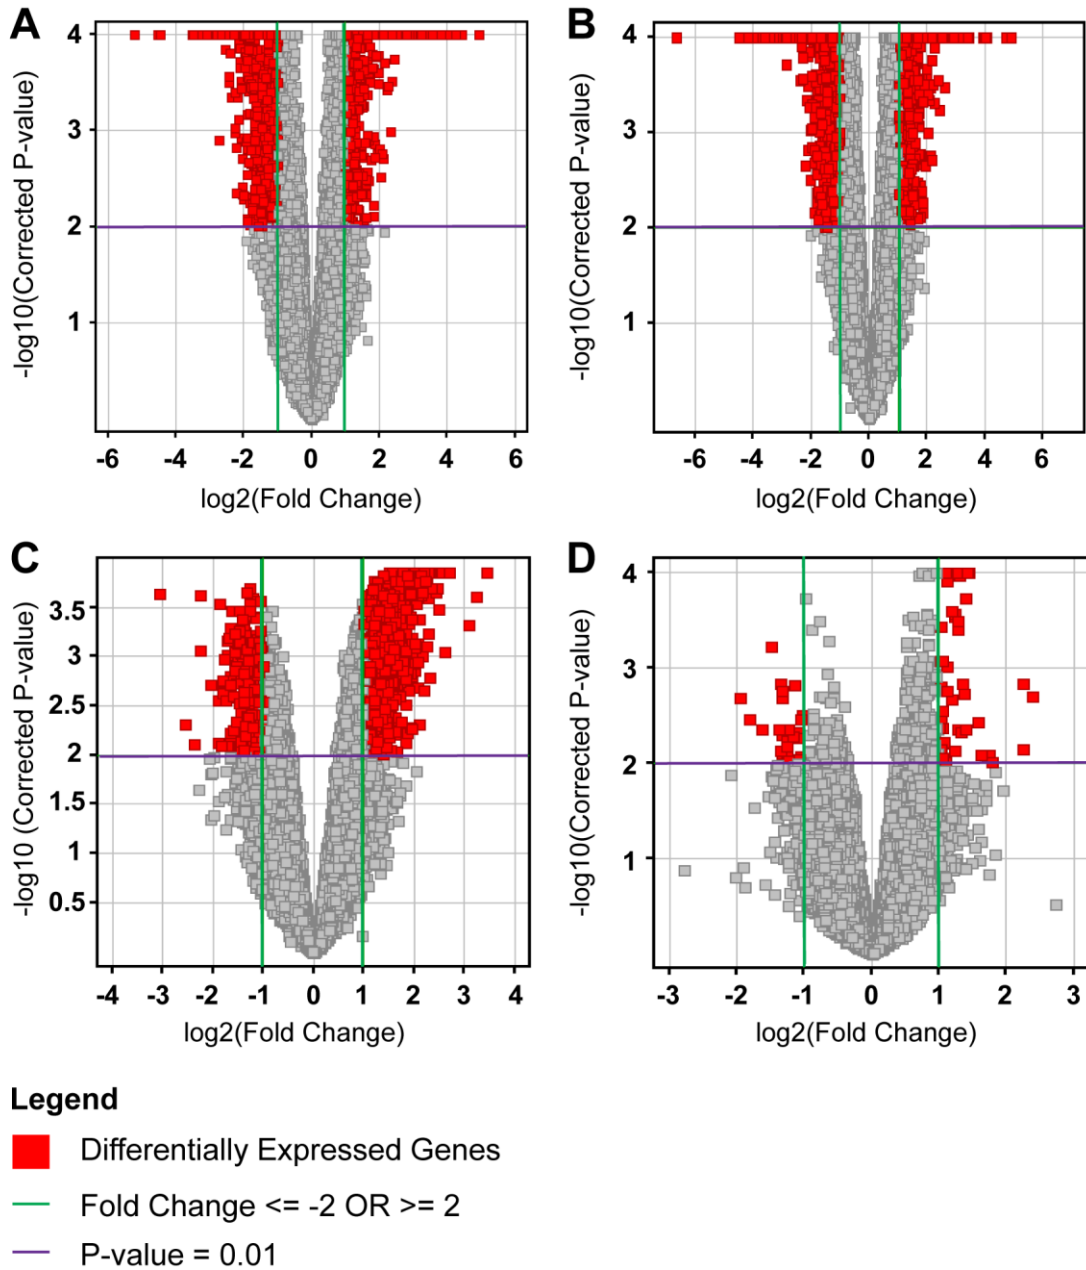 A
4
3
2
1
-log10(Corrected P-value)
-6 -4 -2 0 2 4 6
log2(Fold Change)
B
4
3
2
1
-log10(Corrected P-value)
-6 -4 -2 0 2 4 6
log2(Fold Change)
C
3.5
3
2.5
2
1.5
1
0.5
-log10 (Corrected P-value)
-4 -3 -2 -1 0 1 2 3 4
log2(Fold Change)
D
4
3
2
1
-log10(Corrected P-value)
-3 -2 -1 0 1 2 3
log2(Fold Change)
Legend
Differentially Expressed Genes
Fold Change <= -2 OR >= 2
P-value = 0.01